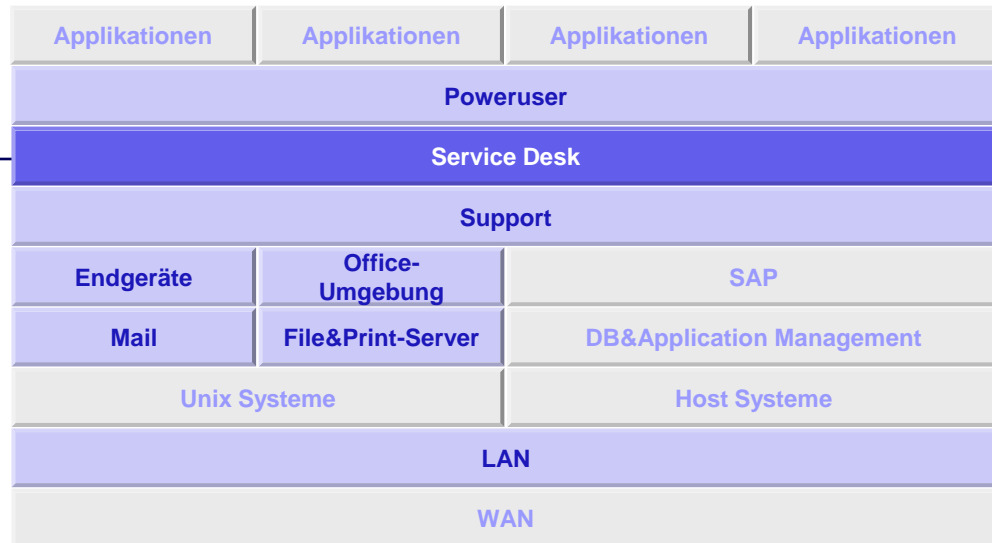 Applikationen Applikationen Applikationen Applikationen
Poweruser
Service Desk
Support
Endgeräte
Office-
Umgebung
SAP
Mail File&Print-Server DB&Application Management
Unix Systeme Host Systeme
LAN
WAN